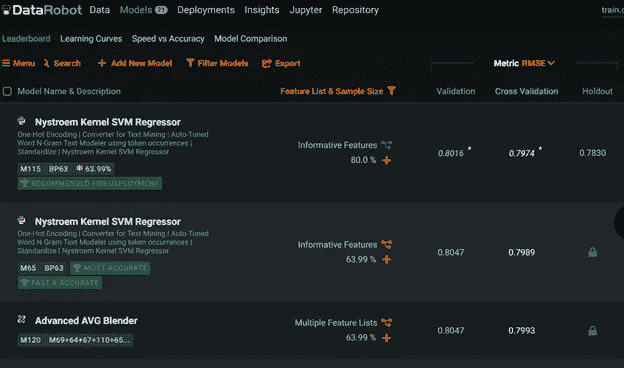 DataRobot Data Models 71 Deployments Insights Jupyter Repository train.c
Leaderboard Learning Curves Speed vs Accuracy Model Comparison
Menu Search + Add New Model Filter Models Export Metric RMSE
Model Name & Description Feature List & Sample Size Validation Cross Validation Holdout
Nystroem Kernel SVM Regressor
One-Hot Encoding | Converter for Text Mining | Auto-Tuned
Word N-Gram Text Modeler using token occurrences |
Standardize | Nystroem Kernel SVM Regressor
Informative Features
80.0 % + 0.8016 * 0.7974 * 0.7830
M115 BP63 63.99%
RECOMMENDED FOR DEPLOYMENT
Nystroem Kernel SVM Regressor
One-Hot Encoding | Converter for Text Mining | Auto-Tuned
Word N-Gram Text Modeler using token occurrences |
Standardize | Nystroem Kernel SVM Regressor
Informative Features
63.99 % + 0.8047 0.7989
M65 BP63 MOST ACCURATE
FAST & ACCURATE
Advanced AVG Blender Multiple Feature Lists
M120 M69+64+67+110+65... 63.99 % + 0.8047 0.7993